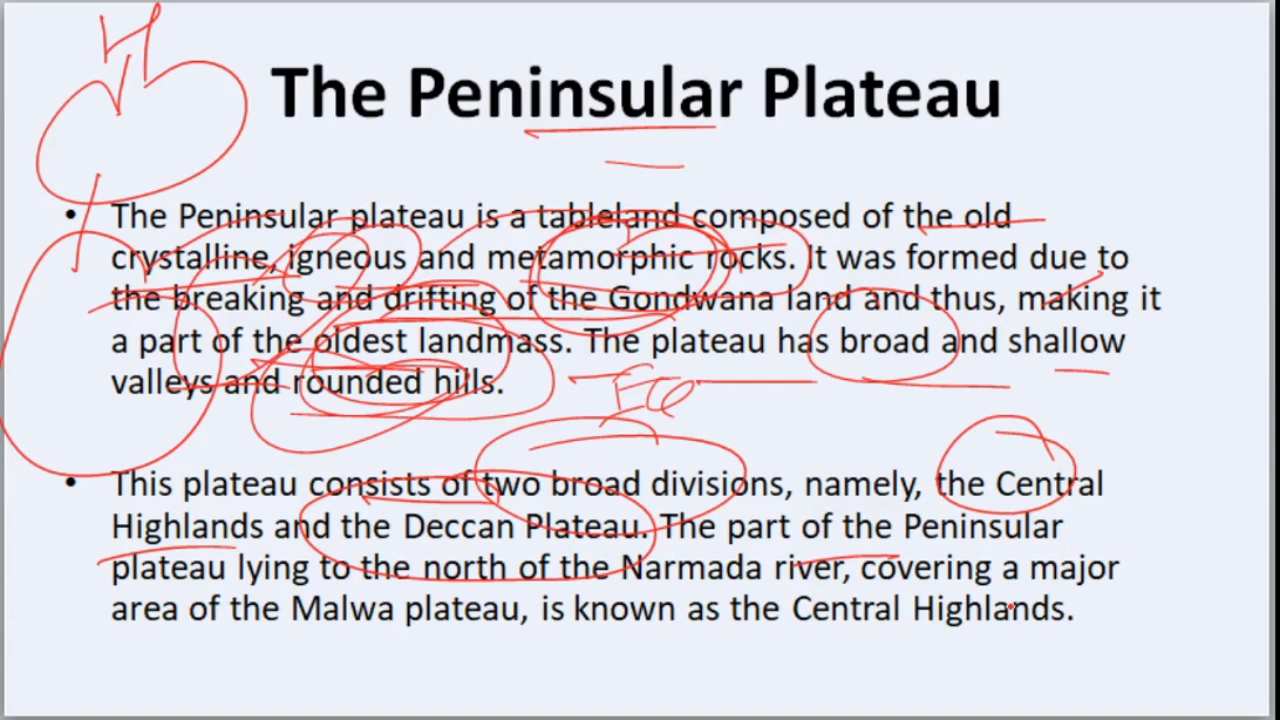 The Peninsular Plateau
• The Peninsular plateau is a tableland composed of the old
crystalline, igneous and metamorphic rocks. It was formed due to
the breaking and drifting of the Gondwana land and thus, making it
a part of the oldest landmass. The plateau has broad and shallow
valleys and rounded hills.
• This plateau consists of two broad divisions, namely, the Central
Highlands and the Deccan Plateau. The part of the Peninsular
plateau lying to the north of the Narmada river, covering a major
area of the Malwa plateau, is known as the Central Highlands.